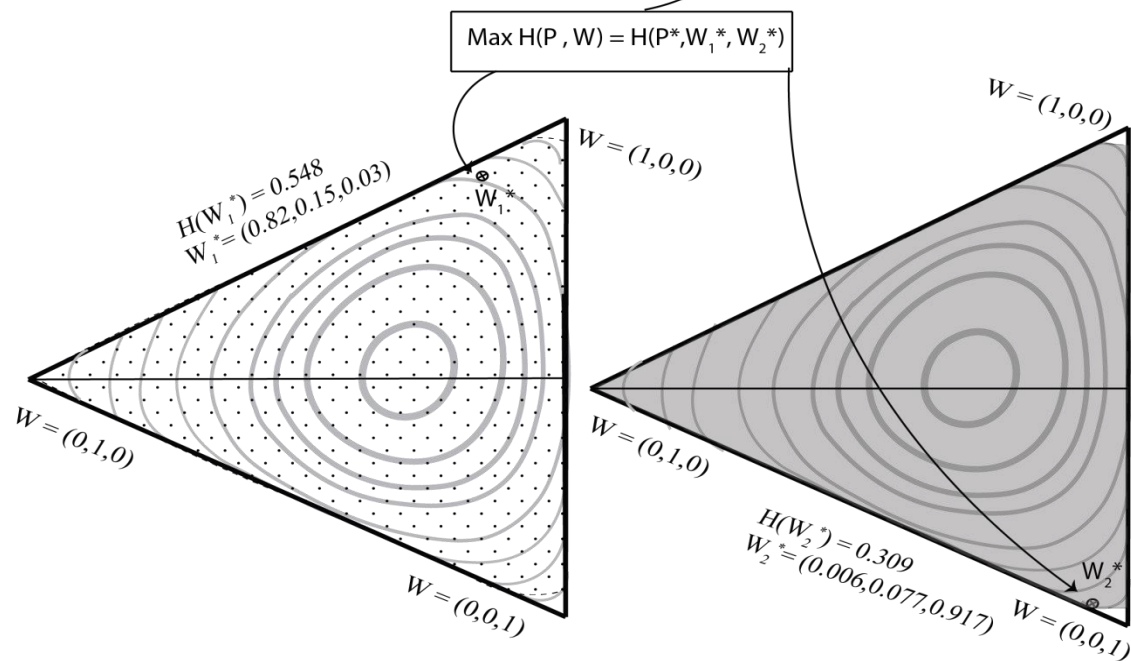 Max H(P , W) = H(P*,W₁*, W₂*)
W = (1,0,0)
H(W₁*) = 0.548
W₁*= (0.82,0.15,0.03)
W₁*
W = (0,1,0)
W = (0,0,1)
W = (1,0,0)
W = (0,1,0)
H(W₂*) = 0.309
W₂*= (0.006,0.077,0.917)
W₂*
W = (0,0,1)